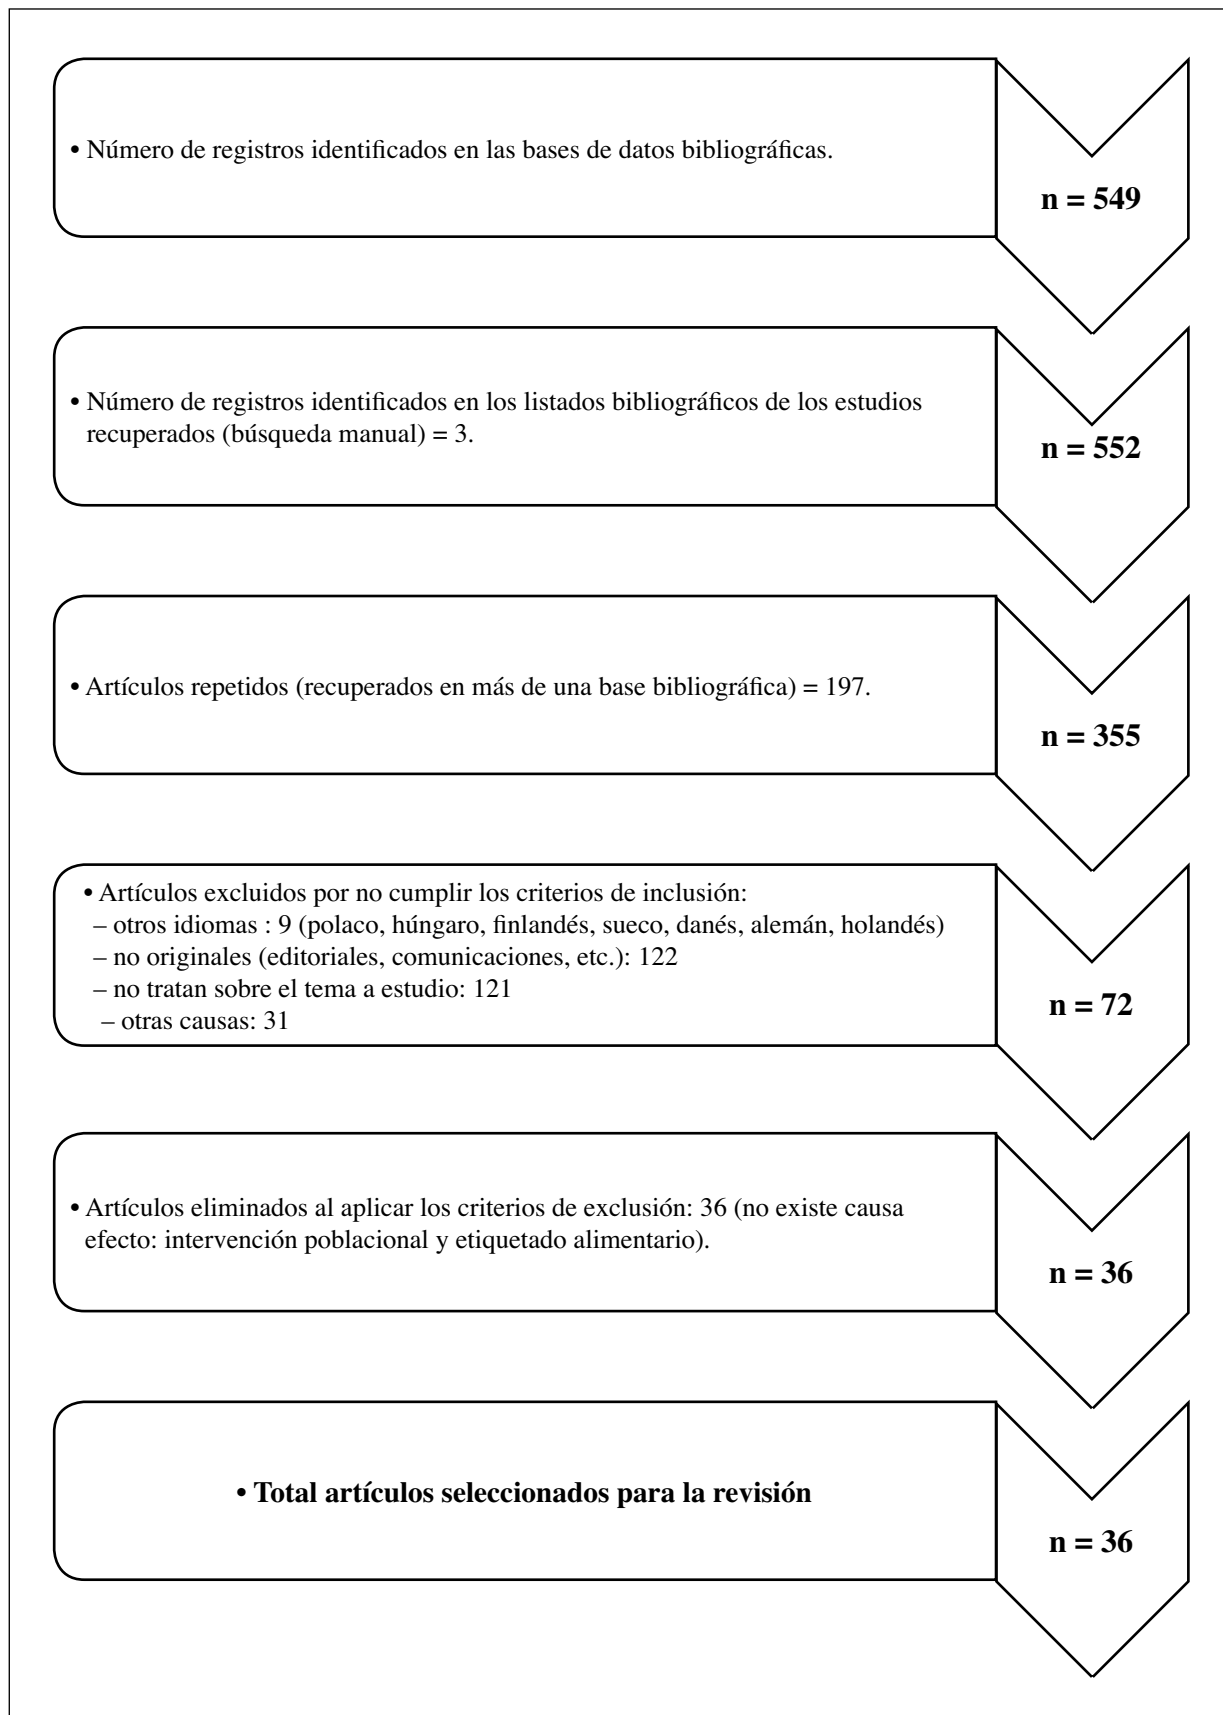 • Número de registros identificados en las bases de datos bibliográficas.
n = 549
• Número de registros identificados en los listados bibliográficos de los estudios
recuperados (búsqueda manual) = 3.
n = 552
• Artículos repetidos (recuperados en más de una base bibliográfica) = 197.
n = 355
• Artículos excluidos por no cumplir los criterios de inclusión:
– otros idiomas : 9 (polaco, húngaro, finlandés, sueco, danés, alemán, holandés)
– no originales (editoriales, comunicaciones, etc.): 122
– no tratan sobre el tema a estudio: 121
– otras causas: 31
n = 72
• Artículos eliminados al aplicar los criterios de exclusión: 36 (no existe causa
efecto: intervención poblacional y etiquetado alimentario).
n = 36
• Total artículos seleccionados para la revisión
n = 36